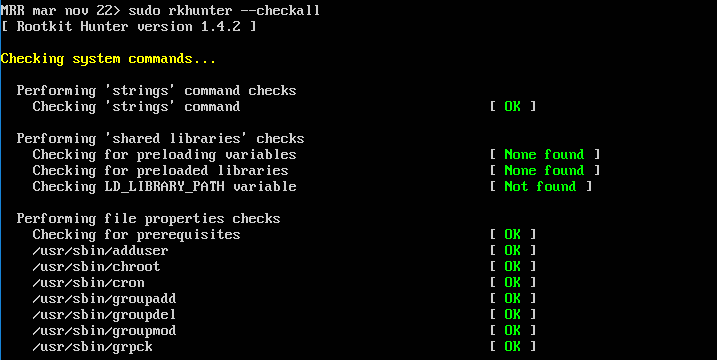 MRR mar nov 22> sudo rkhunter --checkall
[ Rootkit Hunter version 1.4.2 ]
Checking system commands...
Performing 'strings' command checks
Checking 'strings' command [ OK ]
Performing 'shared libraries' checks
Checking for preloading variables [ None found ]
Checking for preloaded libraries [ None found ]
Checking LD_LIBRARY_PATH variable [ Not found ]
Performing file properties checks
Checking for prerequisites [ OK ]
/usr/sbin/adduser [ OK ]
/usr/sbin/chroot [ OK ]
/usr/sbin/cron [ OK ]
/usr/sbin/groupadd [ OK ]
/usr/sbin/groupdel [ OK ]
/usr/sbin/groupmod [ OK ]
/usr/sbin/grpck [ OK ]